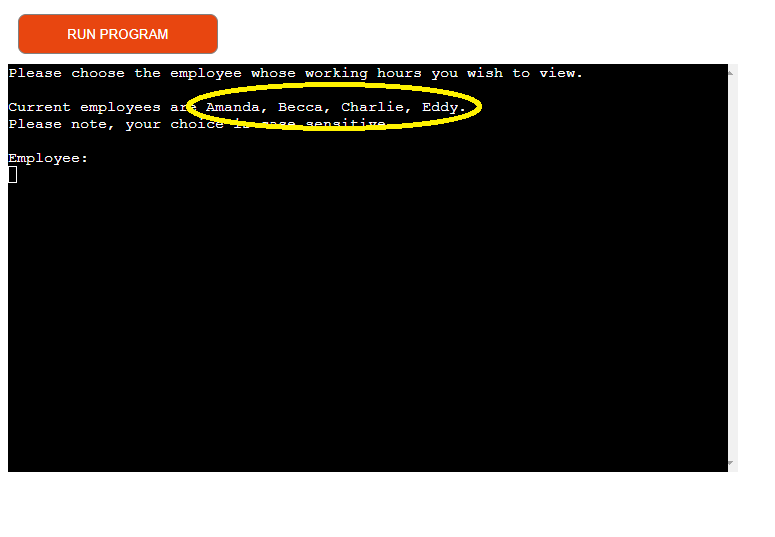 RUN PROGRAM
Please choose the employee whose working hours you wish to view.
Current employees are Amanda, Becca, Charlie, Eddy.
Please note, your choice is case sensitive
Employee: